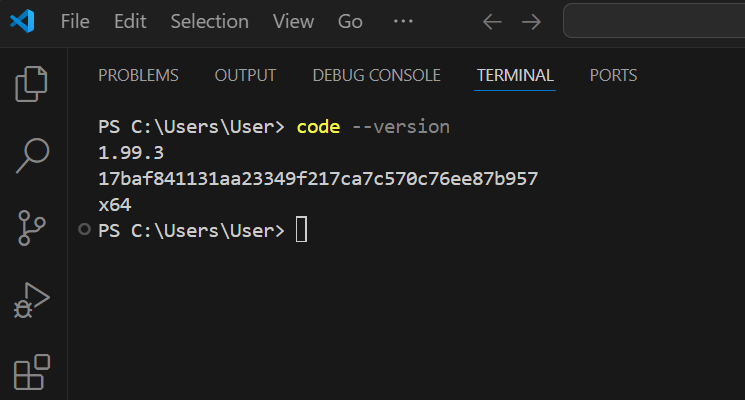 File Edit Selection View Go ···
PROBLEMS OUTPUT DEBUG CONSOLE TERMINAL PORTS
PS C:\Users\User> code --version
1.99.3
17baf841131aa23349f217ca7c570c76ee87b957
x64
PS C:\Users\User>